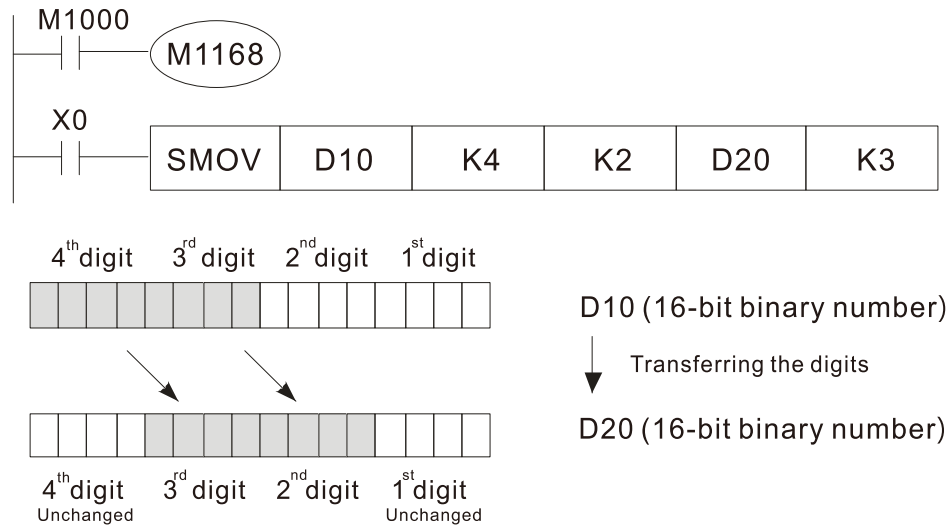 M1000
M1168
X0
SMOV D10 K4 K2 D20 K3
4th digit 3rd digit 2nd digit 1st digit
D10 (16-bit binary number)
Transferring the digits
D20 (16-bit binary number)
4th digit 3rd digit 2nd digit 1st digit
Unchanged Unchanged